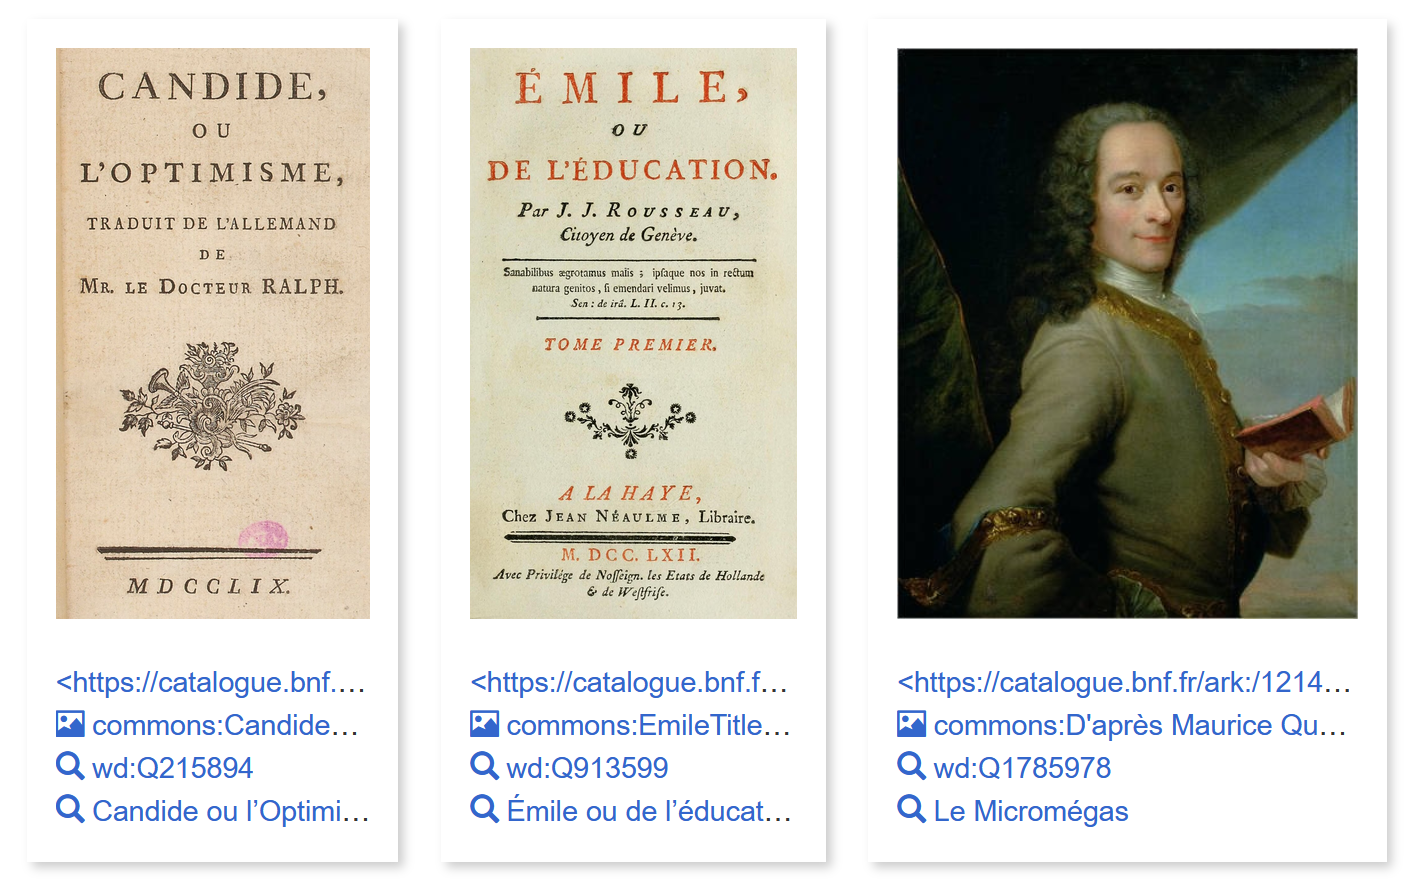 CANDIDE,
OU
L'OPTIMISME,
TRADUIT DE L'ALLEMAND
DE
MR. LE DOCTEUR RALPH.
MDCCLIX.
<https://catalogue.bnf.…
commons:Candide…
wd:Q215894
Candide ou l’Optimi…
ÉMILE,
OU
DE L'ÉDUCATION.
Par J. J. ROUSSEAU,
Citoyen de Genève.
Sanabilibus ægrotamus malis ; ipſaque nos in rectum
natura genitos, ſi emendari velimus, juvat.
Sen : de irâ. L. II. c. 13.
TOME PREMIER.
A LA HAYE,
Chez JEAN NÉAULME, Libraire.
M. DCC. LXII.
Avec Privilége de Noſſeign. les Etats de Hollande
& de Weſtfriſe.
<https://catalogue.bnf.f…
commons:EmileTitle…
wd:Q913599
Émile ou de l’éducat…
<https://catalogue.bnf.fr/ark:/1214…
commons:D'après Maurice Qu…
wd:Q1785978
Le Micromégas